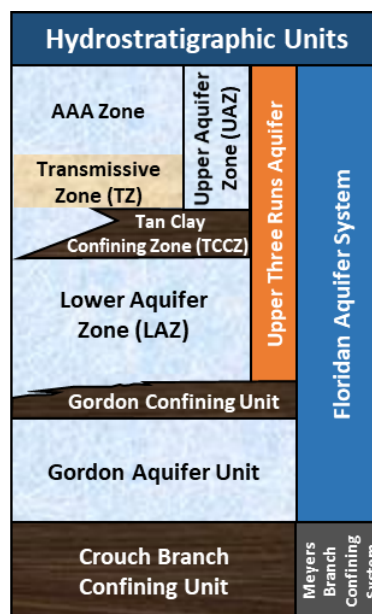 Hydrostratigraphic Units
AAA Zone
Transmissive
Zone (TZ)
Upper Aquifer
Zone (UAZ)
Tan Clay
Confining Zone (TCCZ)
Lower Aquifer
Zone (LAZ)
Upper Three Runs Aquifer
Floridan Aquifer System
Gordon Confining Unit
Gordon Aquifer Unit
Crouch Branch
Confining Unit
Meyers
Branch
Confining
System